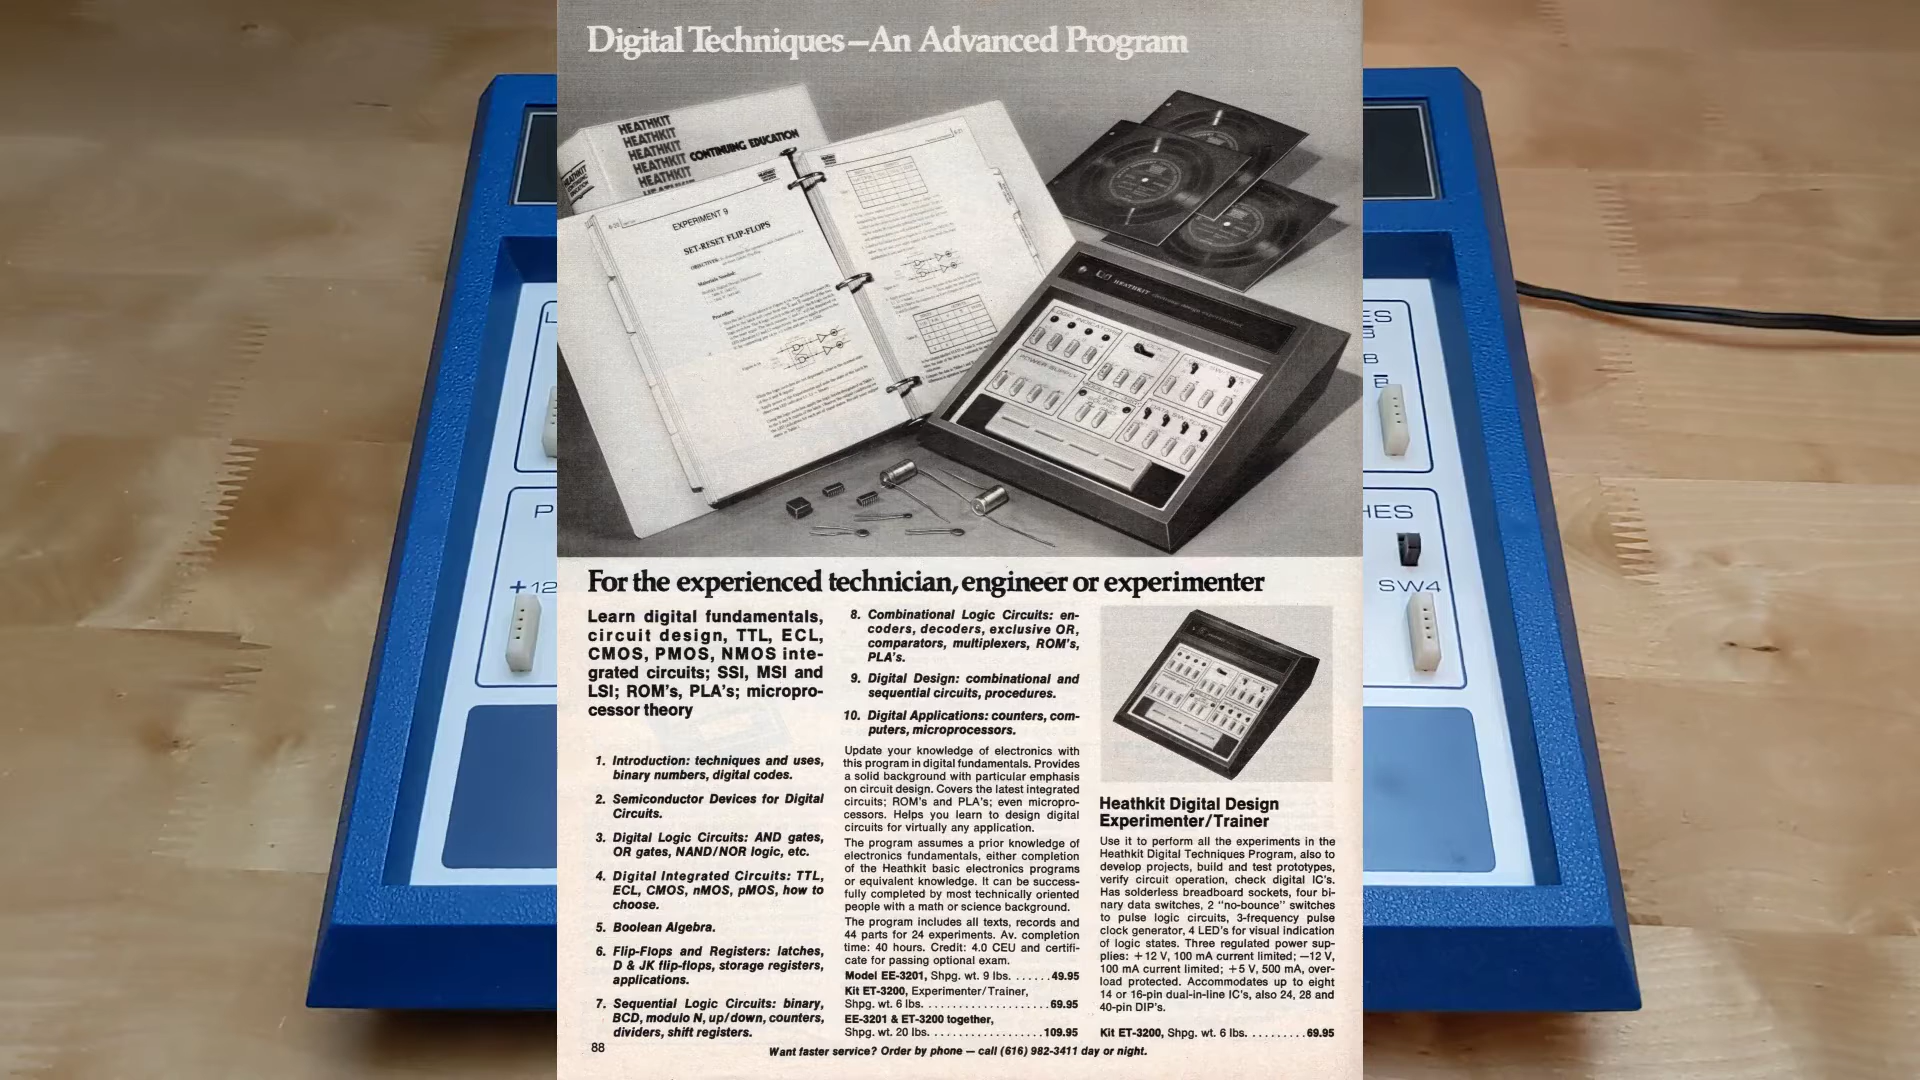 Digital Techniques—An Advanced Program
HEATHKIT
HEATHKIT
HEATHKIT
HEATHKIT CONTINUING EDUCATION
HEATHKIT
HEATHKIT
CONTINUING
EDUCATION
EXPERIMENT 9
SET-RESET FLIP-FLOPS
OBJECTIVES:
Materials Needed:
Procedure
HEATHKIT
LOGIC INDICATORS
POWER SUPPLY
DATA SWITCHES
L
P
+12
ES
B
B
HES
SW4
For the experienced technician, engineer or experimenter
Learn digital fundamentals,
circuit design, TTL, ECL,
CMOS, PMOS, NMOS inte-
grated circuits; SSI, MSI and
LSI; ROM's, PLA's; micropro-
cessor theory
1. Introduction: techniques and uses,
binary numbers, digital codes.
2. Semiconductor Devices for Digital
Circuits.
3. Digital Logic Circuits: AND gates,
OR gates, NAND/NOR logic, etc.
4. Digital Integrated Circuits: TTL,
ECL, CMOS, nMOS, pMOS, how to
choose.
5. Boolean Algebra.
6. Flip-Flops and Registers: latches,
D & JK flip-flops, storage registers,
applications.
7. Sequential Logic Circuits: binary,
BCD, modulo N, up/down, counters,
dividers, shift registers.
8. Combinational Logic Circuits: en-
coders, decoders, exclusive OR,
comparators, multiplexers, ROM's,
PLA's.
9. Digital Design: combinational and
sequential circuits, procedures.
10. Digital Applications: counters, com-
puters, microprocessors.
Update your knowledge of electronics with
this program in digital fundamentals. Provides
a solid background with particular emphasis
on circuit design. Covers the latest integrated
circuits; ROM's and PLA's; even micropro-
cessors. Helps you learn to design digital
circuits for virtually any application.
The program assumes a prior knowledge of
electronics fundamentals, either completion
of the Heathkit basic electronics programs
or equivalent knowledge. It can be success-
fully completed by most technically oriented
people with a math or science background.
The program includes all texts, records and
44 parts for 24 experiments. Av. completion
time: 40 hours. Credit: 4.0 CEU and certifi-
cate for passing optional exam.
Model EE-3201, Shpg. wt. 9 lbs. ......49.95
Kit ET-3200, Experimenter/Trainer,
Shpg. wt. 6 lbs. ....................69.95
EE-3201 & ET-3200 together,
Shpg. wt. 20 lbs. ...................109.95
Heathkit Digital Design
Experimenter/Trainer
Use it to perform all the experiments in the
Heathkit Digital Techniques Program, also to
develop projects, build and test prototypes,
verify circuit operation, check digital IC's.
Has solderless breadboard sockets, four bi-
nary data switches, 2 "no-bounce" switches
to pulse logic circuits, 3-frequency pulse
clock generator, 4 LED's for visual indication
of logic states. Three regulated power sup-
plies: +12 V, 100 mA current limited; —12 V,
100 mA current limited; +5 V, 500 mA, over-
load protected. Accommodates up to eight
14 or 16-pin dual-in-line IC's, also 24, 28 and
40-pin DIP's.
Kit ET-3200, Shpg. wt. 6 lbs. .........69.95
88
Want faster service? Order by phone — call (616) 982-3411 day or night.